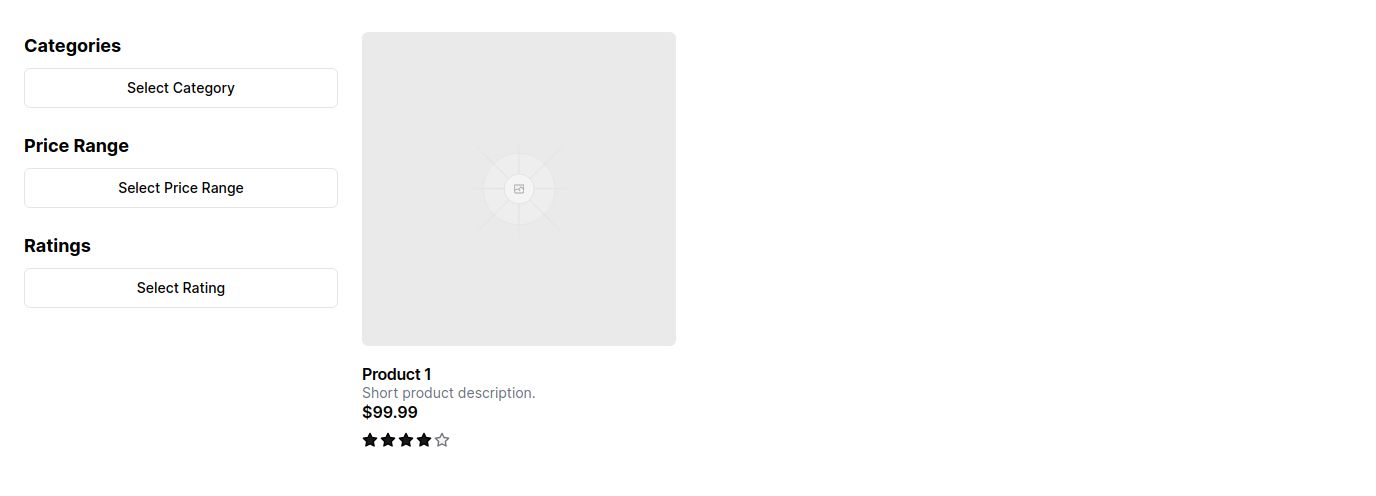 Categories
Select Category
Price Range
Select Price Range
Ratings
Select Rating
Product 1
Short product description.
$99.99